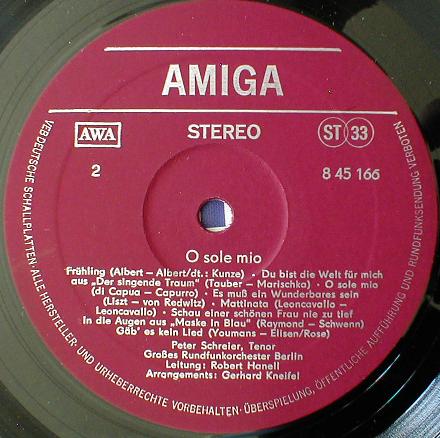 AMIGA
AWA
STEREO
ST 33
2
8 45 166
O sole mio
Frühling (Albert – Albert/dt.: Kunze) · Du bist die Welt für mich
aus „Der singende Traum“ (Tauber – Marischka) · O sole mio
(di Capua – Capurro) · Es muß ein Wunderbares sein
(Liszt – von Redwitz) · Mattinata (Leoncavallo –
Leoncavallo) · Schau einer schönen Frau nie zu tief
in die Augen aus „Maske in Blau“ (Raymond – Schwenn)
Gäb' es kein Lied (Youmans – Elisen/Rose)
Peter Schreier, Tenor
Großes Rundfunkorchester Berlin
Leitung: Robert Hanell
Arrangements: Gerhard Kneifel
VEB DEUTSCHE SCHALLPLATTEN · ALLE HERSTELLER- UND URHEBERRECHTE VORBEHALTEN · ÜBERSPIELUNG, ÖFFENTLICHE AUFFÜHRUNG UND RUNDFUNKSENDUNG VERBOTEN